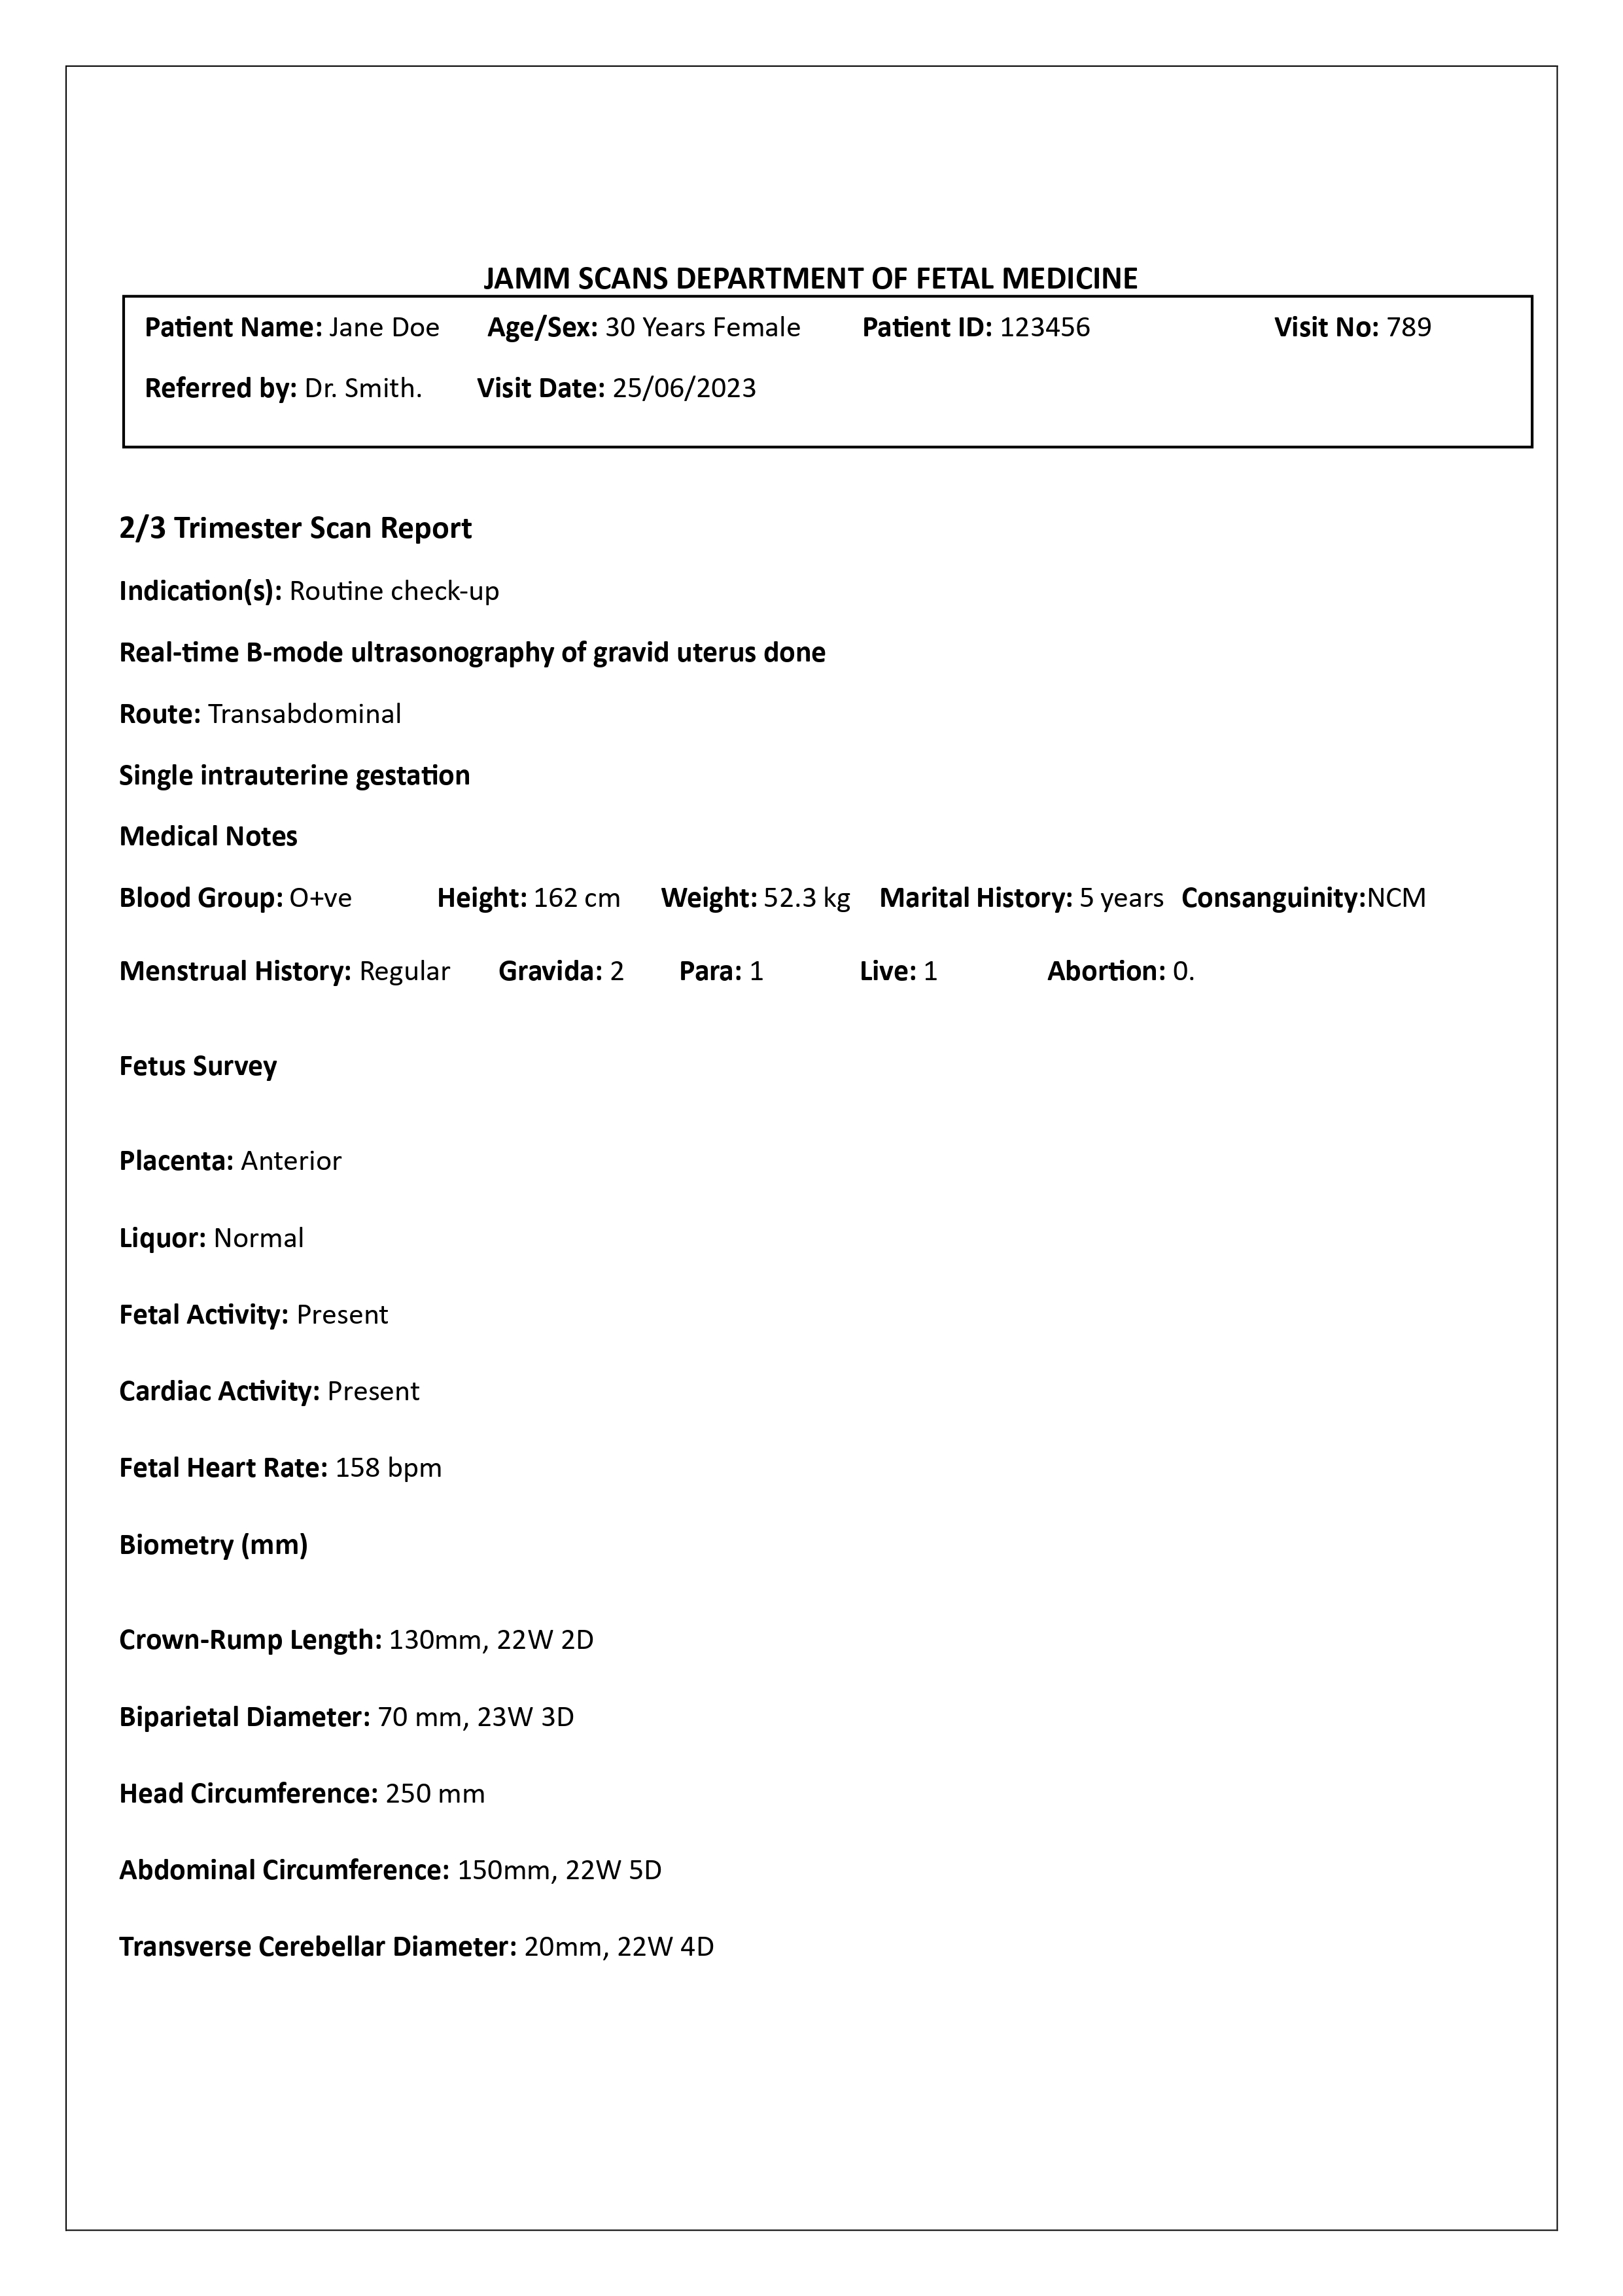 JAMM SCANS DEPARTMENT OF FETAL MEDICINE
Patient Name: Jane Doe Age/Sex: 30 Years Female Patient ID: 123456 Visit No: 789
Referred by: Dr. Smith. Visit Date: 25/06/2023
2/3 Trimester Scan Report
Indication(s): Routine check-up
Real-time B-mode ultrasonography of gravid uterus done
Route: Transabdominal
Single intrauterine gestation
Medical Notes
Blood Group: O+ve Height: 162 cm Weight: 52.3 kg Marital History: 5 years Consanguinity:NCM
Menstrual History: Regular Gravida: 2 Para: 1 Live: 1 Abortion: 0.
Fetus Survey
Placenta: Anterior
Liquor: Normal
Fetal Activity: Present
Cardiac Activity: Present
Fetal Heart Rate: 158 bpm
Biometry (mm)
Crown-Rump Length: 130mm, 22W 2D
Biparietal Diameter: 70 mm, 23W 3D
Head Circumference: 250 mm
Abdominal Circumference: 150mm, 22W 5D
Transverse Cerebellar Diameter: 20mm, 22W 4D